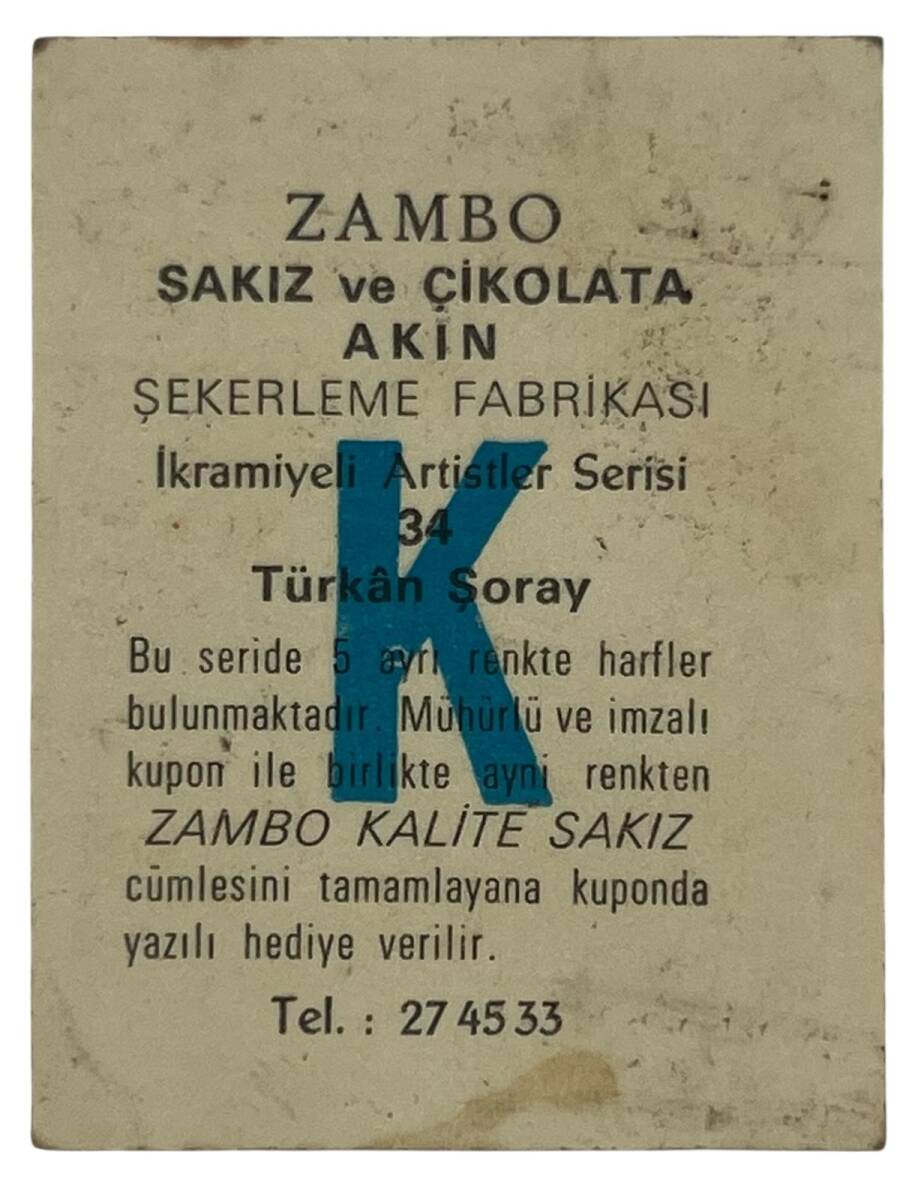 ZAMBO
SAKIZ ve ÇİKOLATA
AKİN
ŞEKERLEME FABRİKASI
İkramiyeli Artistler Serisi
34
Türkân Şoray
K
Bu seride 5 ayrı renkte harfler
bulunmaktadır. Mühürlü ve imzalı
kupon ile birlikte ayni renkten
ZAMBO KALİTE SAKIZ
cümlesini tamamlayana kuponda
yazılı hediye verilir.
Tel. : 27 45 33